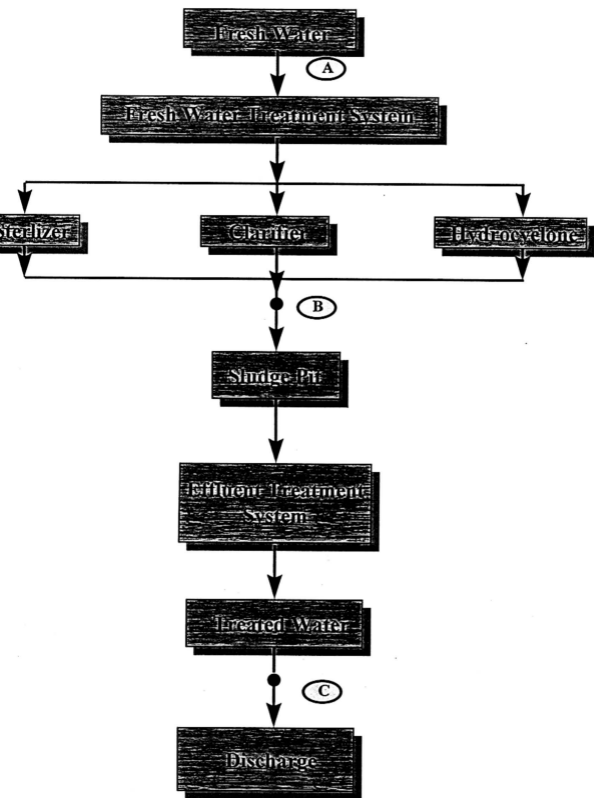 Fresh Water
A
Fresh Water Treatment System
Sterlizer
Clarifier
Hydrocyclone
B
Sludge Pit
Effluent Treatment
System
Treated Water
C
Discharge